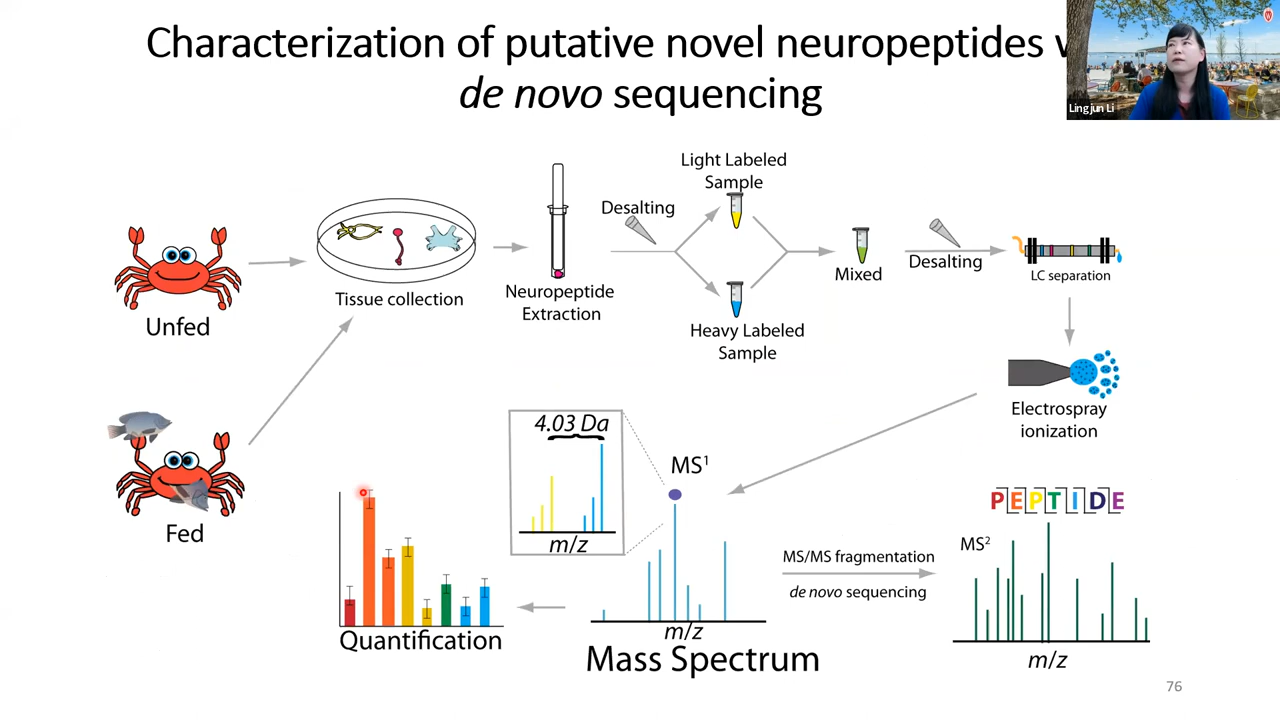 Characterization of putative novel neuropeptides
de novo sequencing
Lingjun Li
Unfed
Fed
Tissue collection
Neuropeptide
Extraction
Desalting
Light Labeled
Sample
Heavy Labeled
Sample
Mixed
Desalting
LC separation
Electrospray
ionization
4.03 Da
m/z
MS¹
m/z
Mass Spectrum
Quantification
MS/MS fragmentation
de novo sequencing
PEPTIDE
MS²
m/z
76